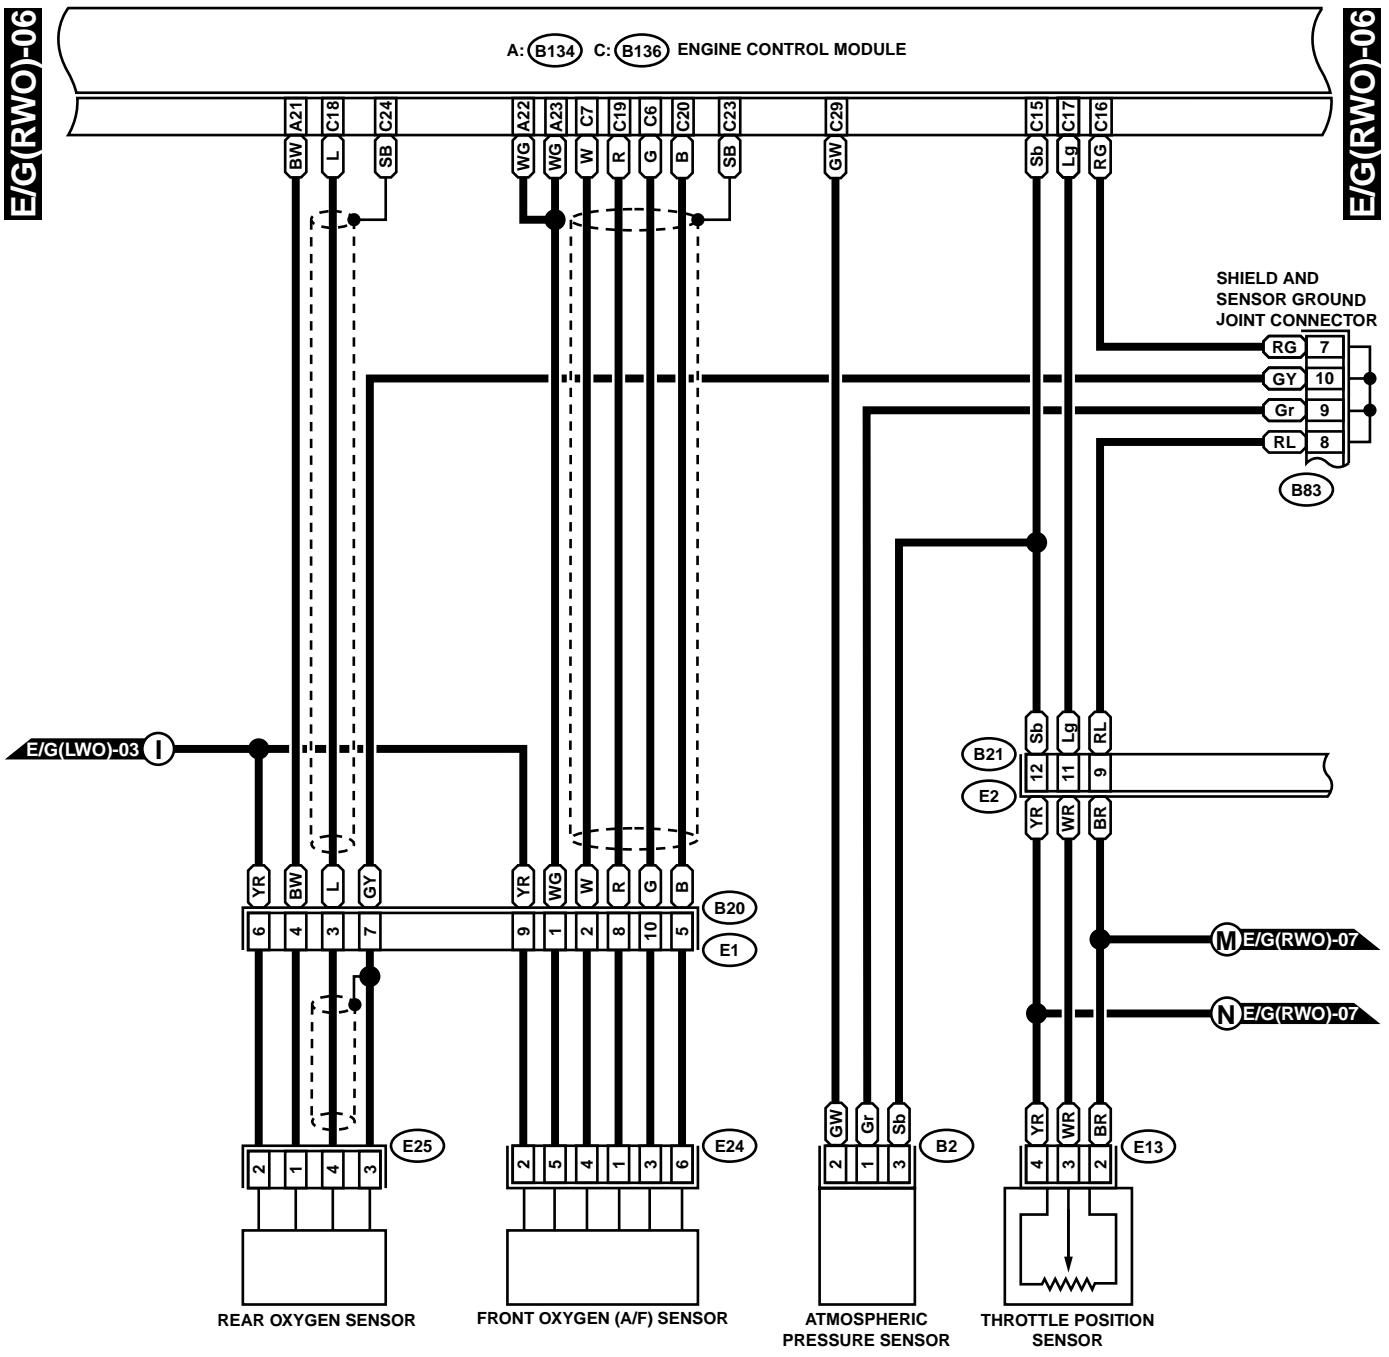 E/G(RWO)-06
E/G(RWO)-06
A: B134 C: B136 ENGINE CONTROL MODULE
A21 C18 C24 A22 A23 C7 C19 C6 C20 C23 C29 C15 C17 C16
BW L SB WG WG W R G B SB GW Sb Lg RG
SHIELD AND
SENSOR GROUND
JOINT CONNECTOR
RG 7
GY 10
Gr 9
RL 8
B83
Sb Lg RL
E/G(LWO)-03 I
B21
12 11 9
E2
YR WR BR
YR BW L GY YR WG W R G B
B20
6 4 3 7 9 1 2 8 10 5
E1
M E/G(RWO)-07
N E/G(RWO)-07
GW Gr Sb YR WR BR
E25 E24 B2 E13
2 1 4 3 2 5 4 1 3 6 2 1 3 4 3 2
REAR OXYGEN SENSOR
FRONT OXYGEN (A/F) SENSOR
ATMOSPHERIC
PRESSURE SENSOR
THROTTLE POSITION
SENSOR